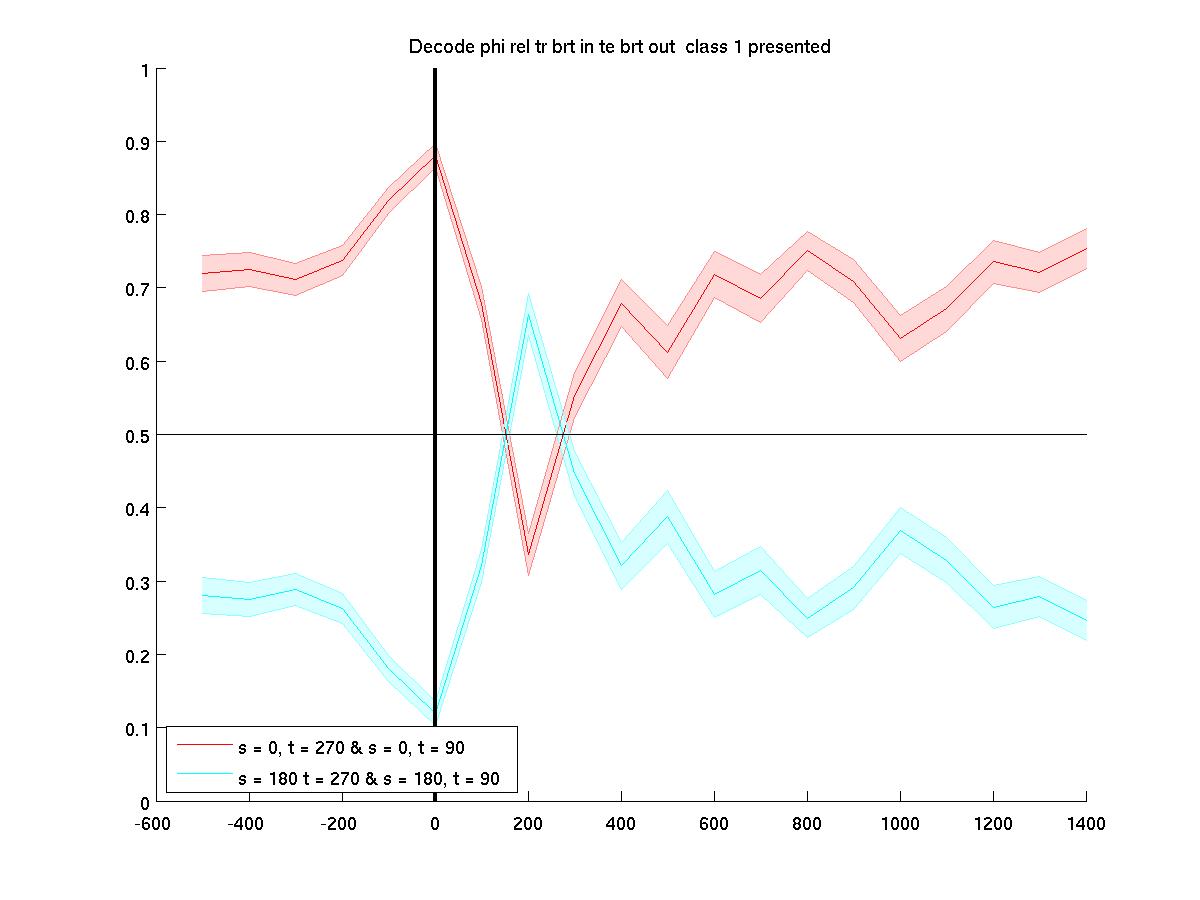 Decode phi rel tr brt in te brt out class 1 presented
1
0.9
0.8
0.7
0.6
0.5
0.4
0.3
0.2
0.1
0
s = 0, t = 270 & s = 0, t = 90
s = 180 t = 270 & s = 180, t = 90
-600 -400 -200 0 200 400 600 800 1000 1200 1400